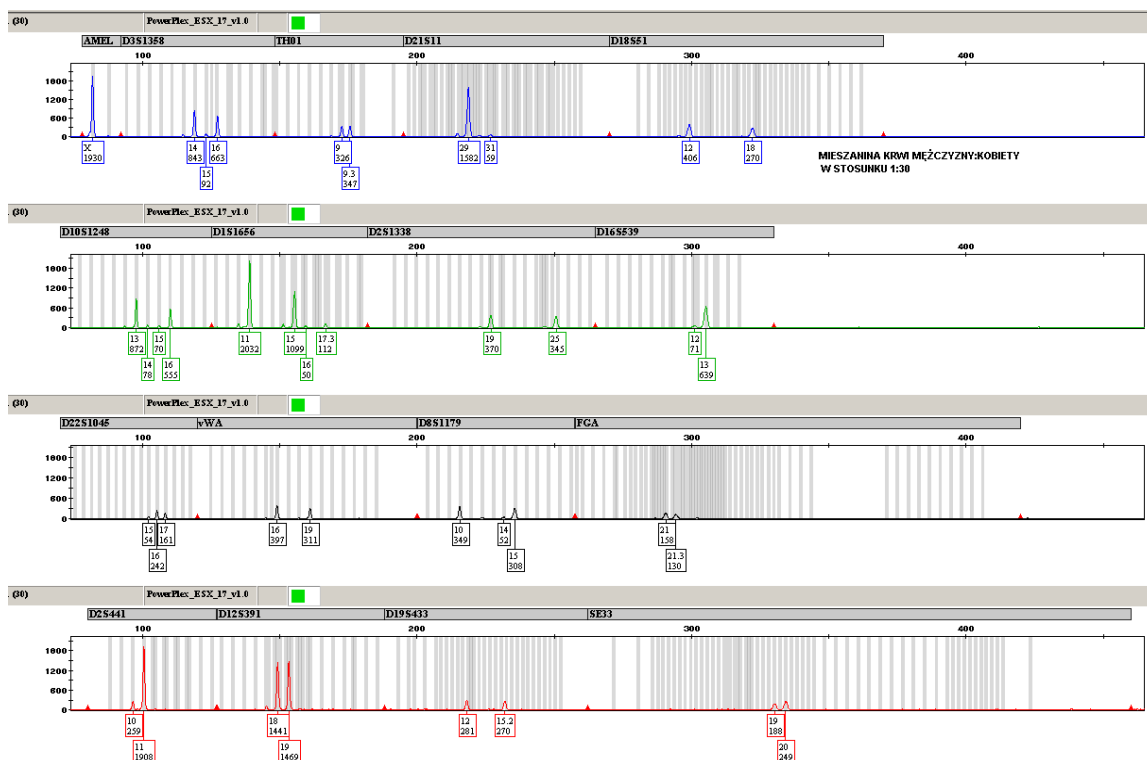 (30) PowerPlex_ESX_17_v1.0
AMEL D3S1358 TH01 D21S11 D18S51
100 200 300 400
1800
1200
600
0
X 14 16 9 29 31 12 18
1930 843 663 326 1582 59 406 270
15 9.3
92 347
MIESZANINA KRWI MĘŻCZYZNY:KOBIETY
W STOSUNKU 1:30
(30) PowerPlex_ESX_17_v1.0
D10S1248 D1S1656 D2S1338 D16S539
100 200 300 400
1800
1200
600
0
13 15 11 15 17.3 19 25 12
872 70 2032 1099 112 370 345 71
14 16 16 13
78 555 50 639
(30) PowerPlex_ESX_17_v1.0
D22S1045 vWA D8S1179 FGA
100 200 300 400
1800
1200
600
0
15 17 16 19 10 14 21
54 161 397 311 349 52 158
16 15 21.3
242 308 130
(30) PowerPlex_ESX_17_v1.0
D2S441 D12S391 D19S433 SE33
100 200 300 400
1800
1200
600
0
10 18 12 15.2 19
259 1441 281 270 188
11 19 20
1908 1469 249